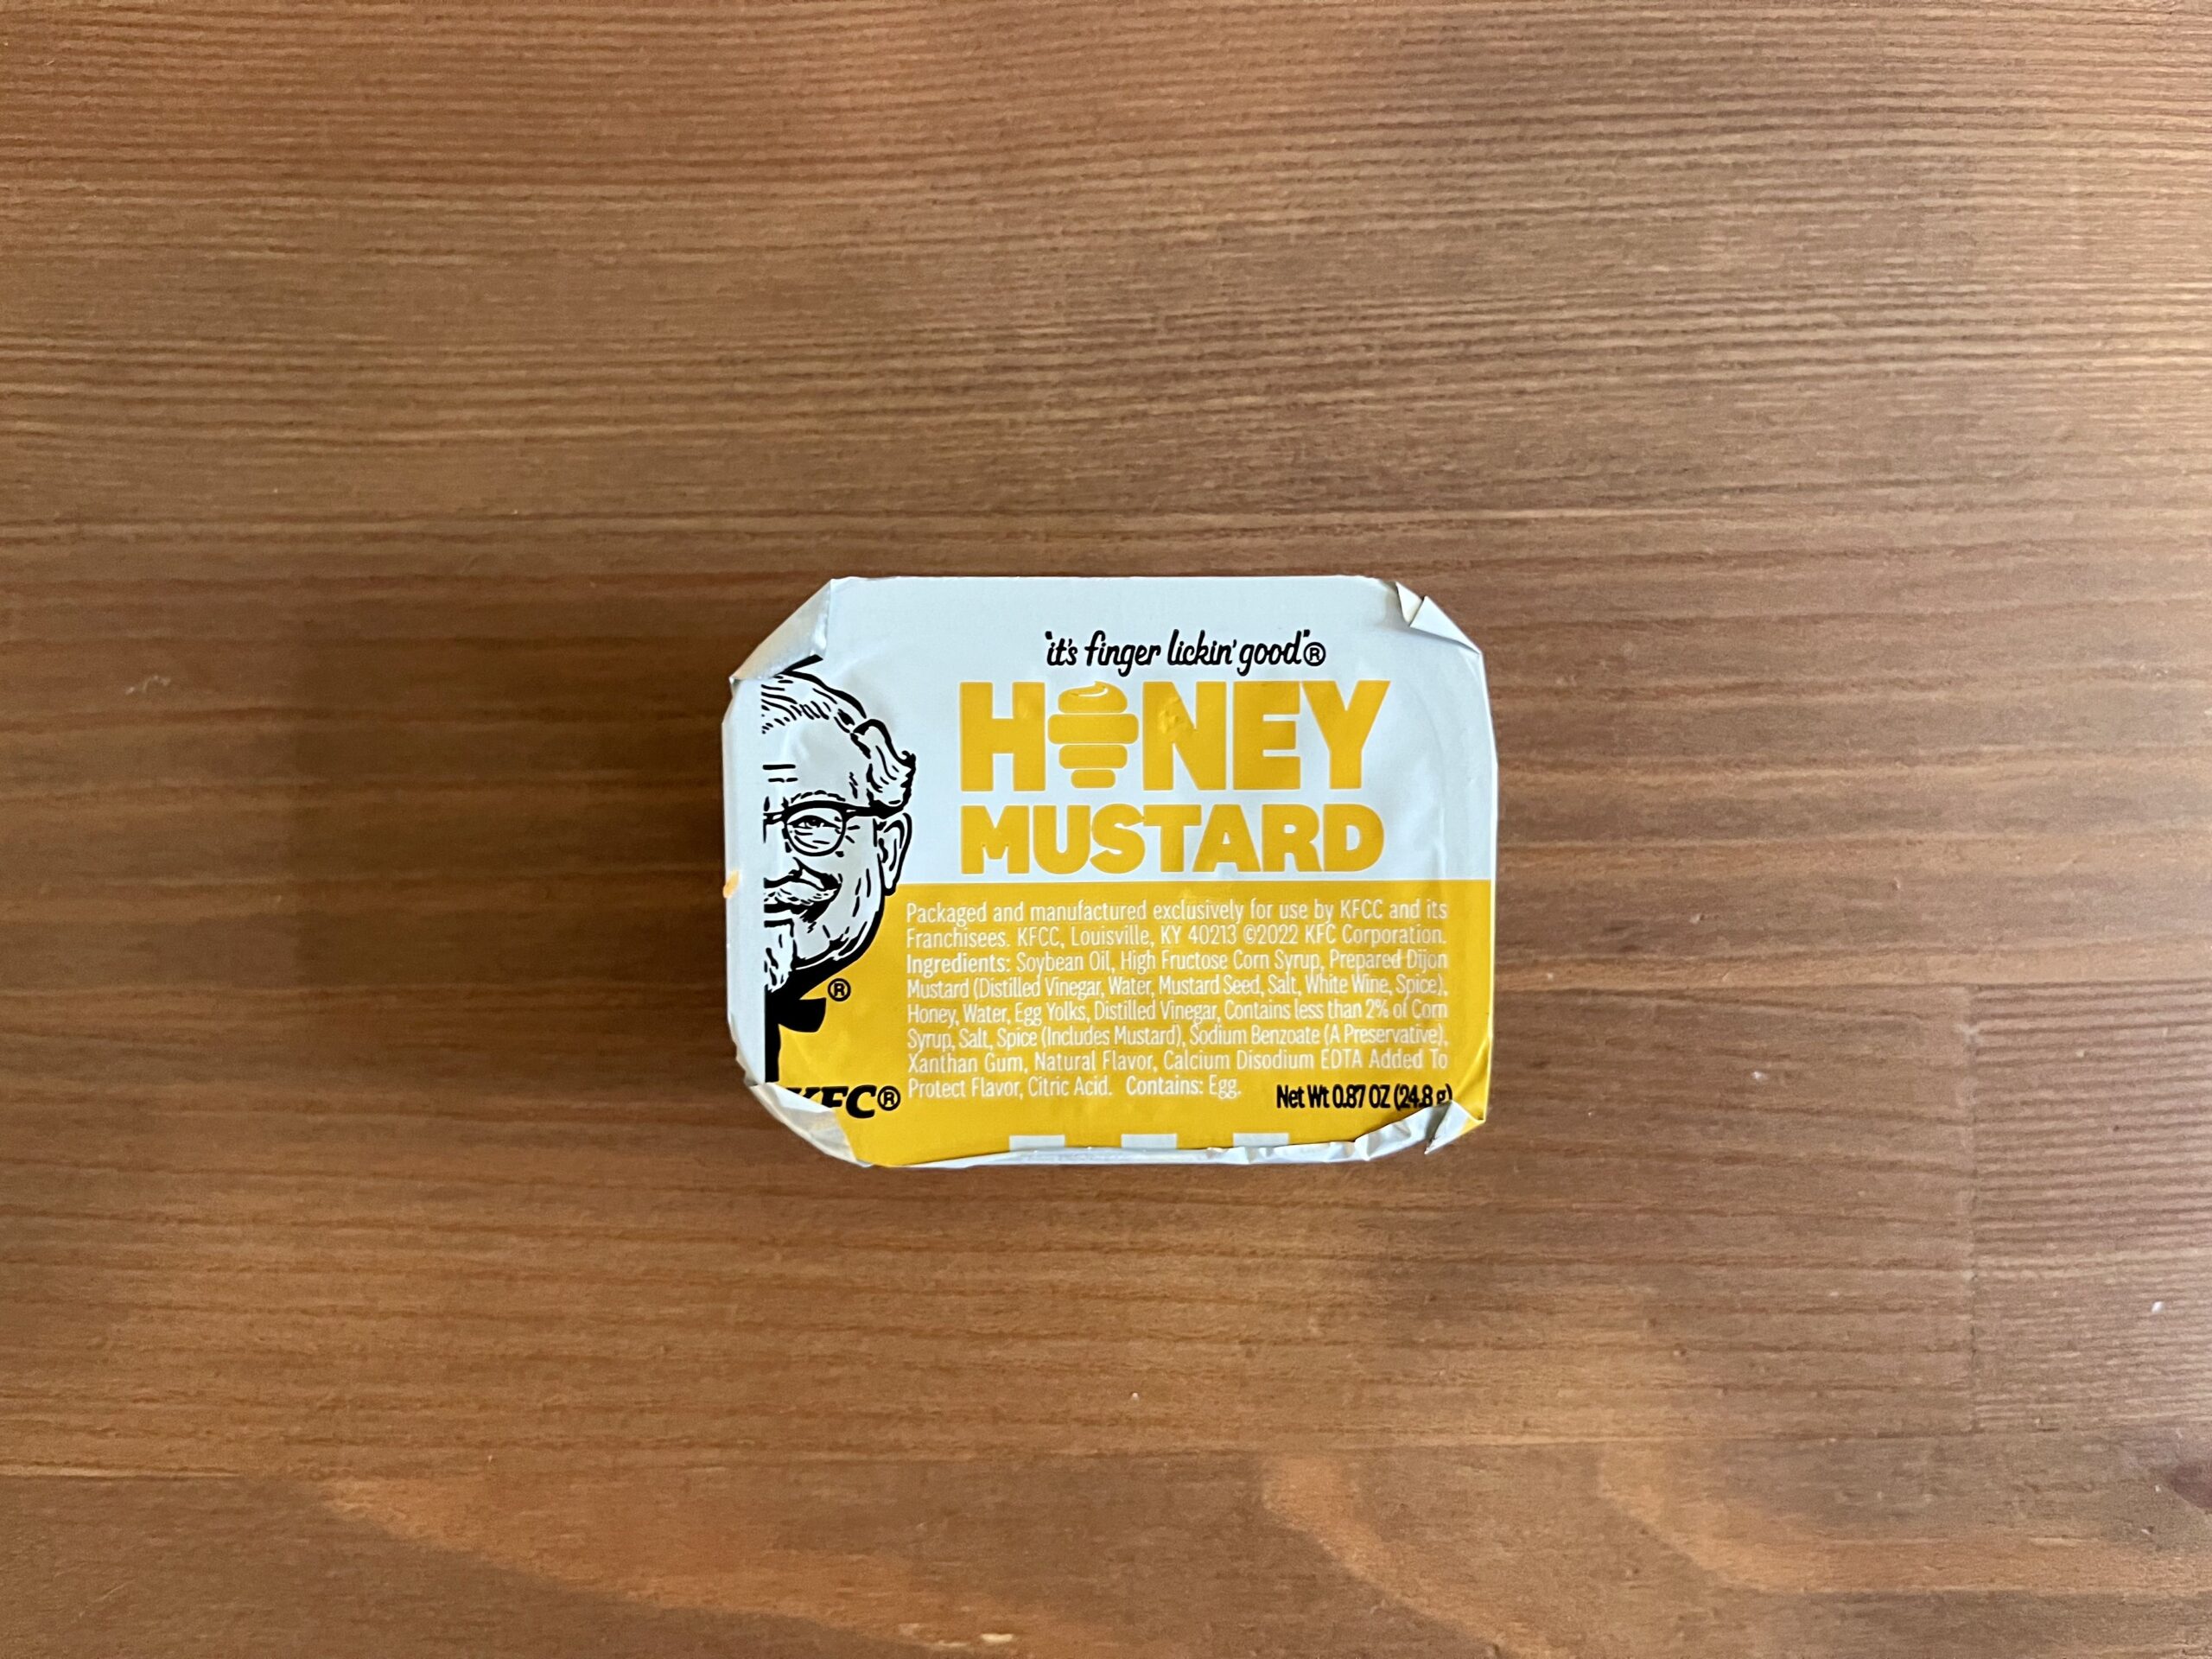 "it's finger lickin' good"®
HONEY
MUSTARD
Packaged and manufactured exclusively for use by KFCC and its
Franchisees. KFCC, Louisville, KY 40213 ©2022 KFC Corporation.
Ingredients: Soybean Oil, High Fructose Corn Syrup, Prepared Dijon
Mustard (Distilled Vinegar, Water, Mustard Seed, Salt, White Wine, Spice),
Honey, Water, Egg Yolks, Distilled Vinegar, Contains less than 2% of Corn
Syrup, Salt, Spice (Includes Mustard), Sodium Benzoate (A Preservative),
Xanthan Gum, Natural Flavor, Calcium Disodium EDTA Added To
Protect Flavor, Citric Acid. Contains: Egg.
Net Wt 0.87 OZ (24.8 g)
®
KFC®